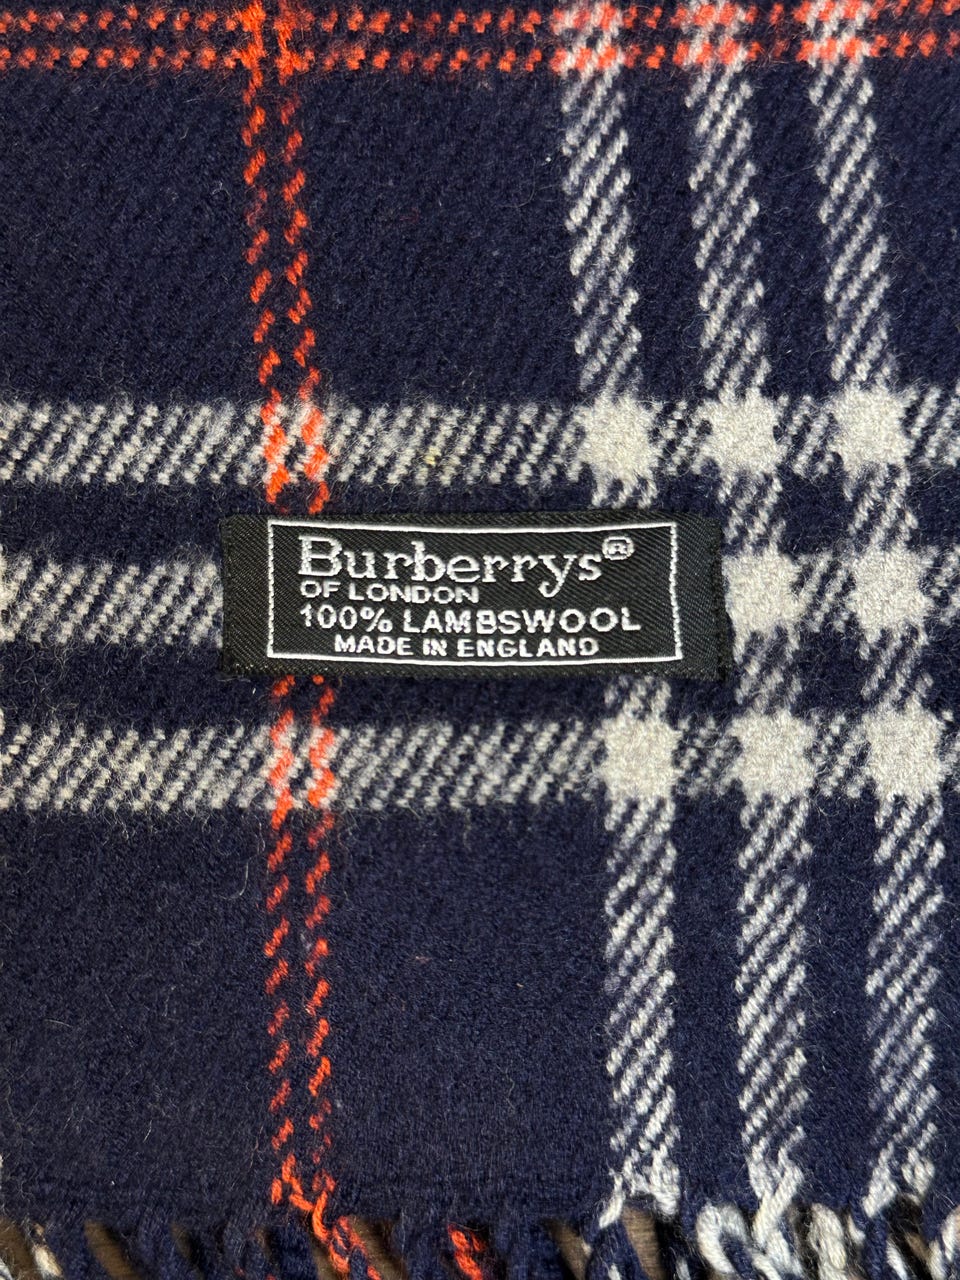 Burberrys®
OF LONDON
100% LAMBSWOOL
MADE IN ENGLAND